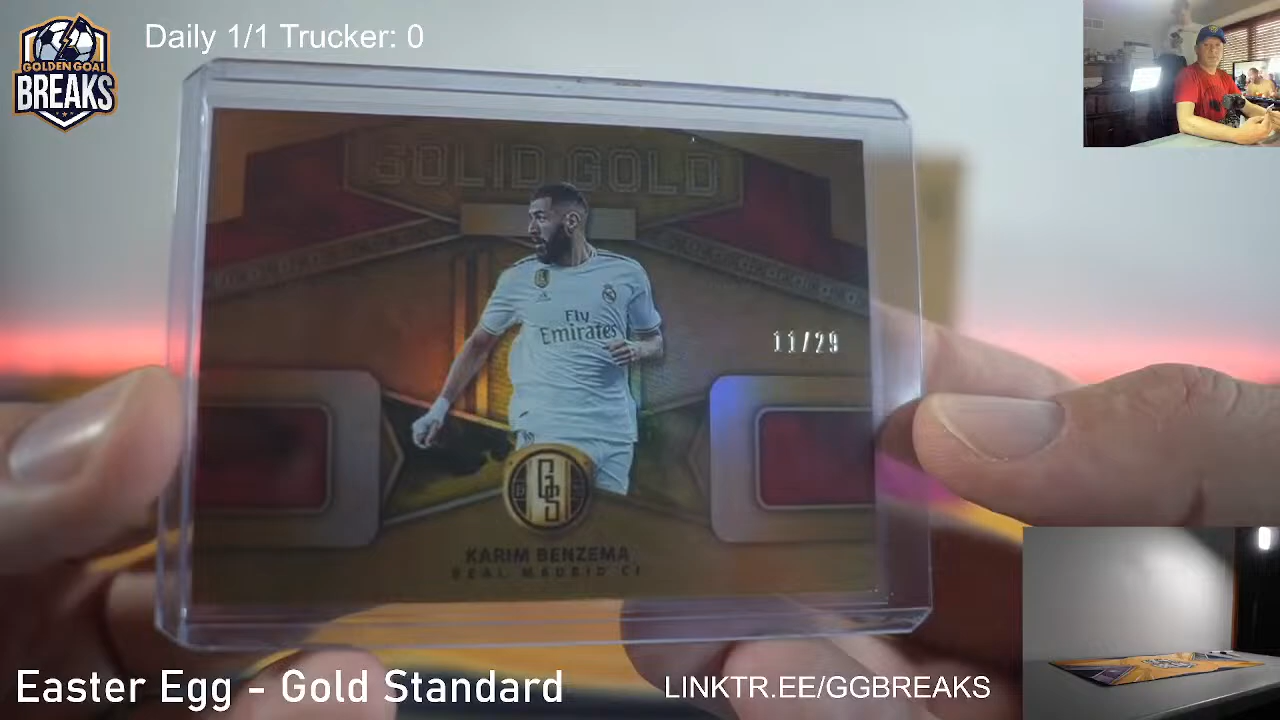 GOLDEN GOAL
BREAKS
Daily 1/1 Trucker: 0
SOLID GOLD
Fly
Emirates
11/29
GS
KARIM BENZEMA
REAL MADRID CF
Easter Egg - Gold Standard
LINKTR.EE/GGBREAKS